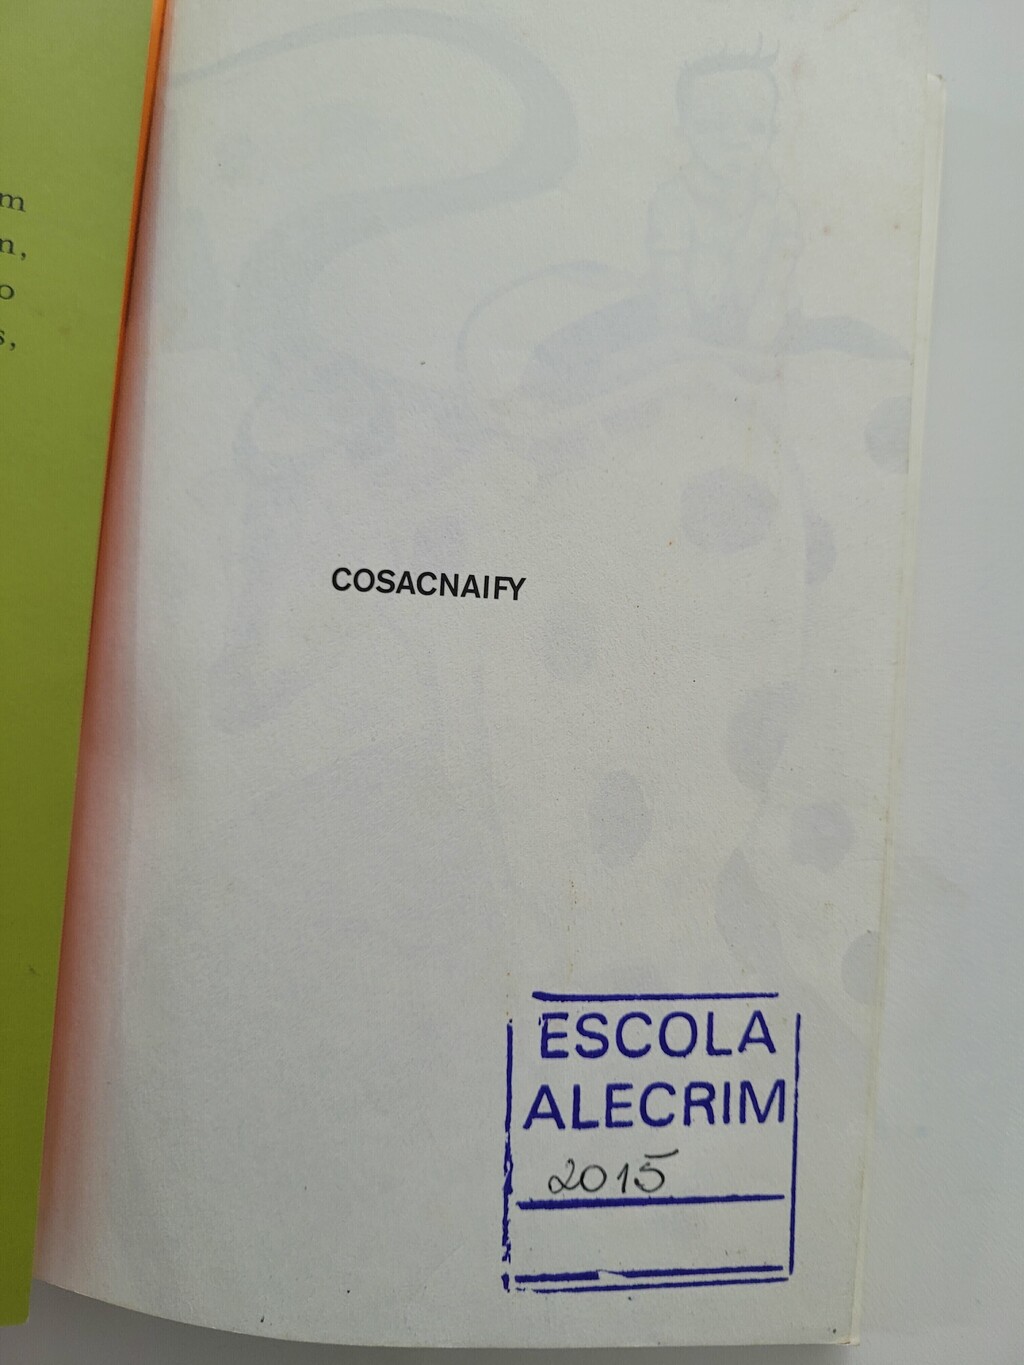 m
n,
o
s,
COSACNAIFY
ESCOLA
ALECRIM
2015